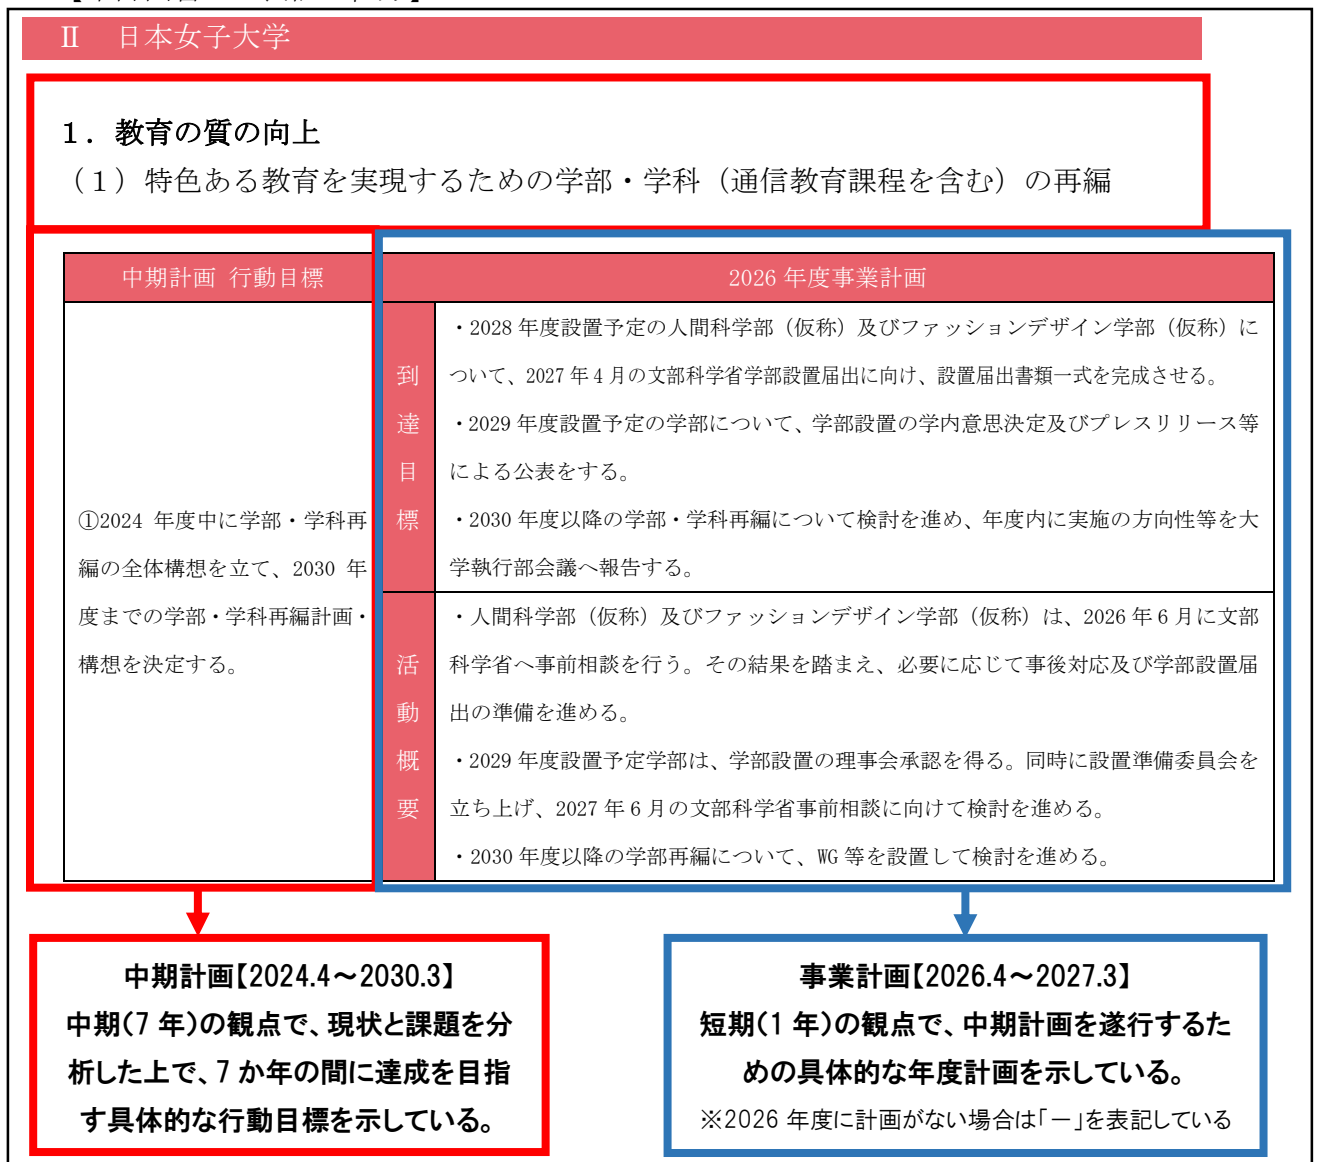 Ⅱ 日本女子大学
１．教育の質の向上
（１）特色ある教育を実現するための学部・学科（通信教育課程を含む）の再編
中期計画 行動目標
2026 年度事業計画
①2024 年度中に学部・学科再
編の全体構想を立て、2030 年
度までの学部・学科再編計画・
構想を決定する。
到達目標
・2028 年度設置予定の人間科学部（仮称）及びファッションデザイン学部（仮称）に
ついて、2027 年 4 月の文部科学省学部設置届出に向け、設置届出書類一式を完成させる。
・2029 年度設置予定の学部について、学部設置の学内意思決定及びプレスリリース等
による公表をする。
・2030 年度以降の学部・学科再編について検討を進め、年度内に実施の方向性等を大
学執行部会議へ報告する。
活動概要
・人間科学部（仮称）及びファッションデザイン学部（仮称）は、2026 年 6 月に文部
科学省へ事前相談を行う。その結果を踏まえ、必要に応じて事後対応及び学部設置届
出の準備を進める。
・2029 年度設置予定学部は、学部設置の理事会承認を得る。同時に設置準備委員会を
立ち上げ、2027 年 6 月の文部科学省事前相談に向けて検討を進める。
・2030 年度以降の学部再編について、WG 等を設置して検討を進める。
中期計画【2024.4～2030.3】
中期（7 年）の観点で、現状と課題を分
析した上で、7 か年の間に達成を目指
す具体的な行動目標を示している。
事業計画【2026.4～2027.3】
短期（1 年）の観点で、中期計画を遂行するた
めの具体的な年度計画を示している。
※2026 年度に計画がない場合は「－」を表記している